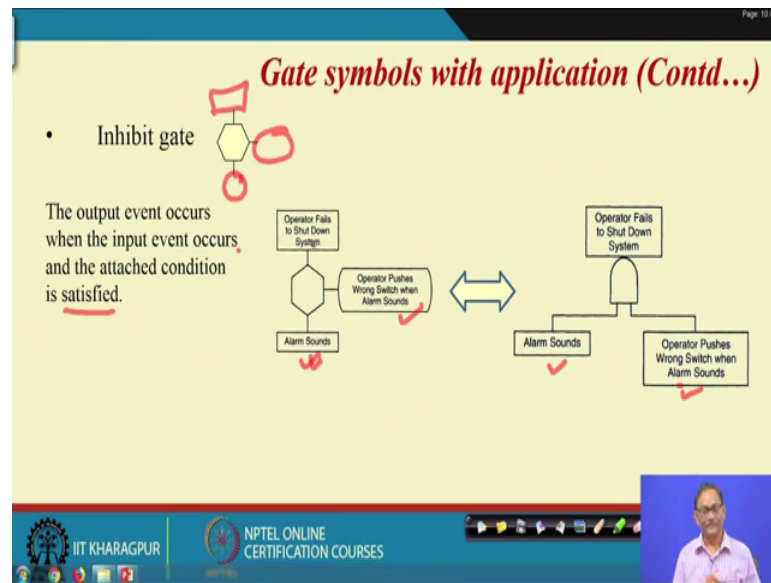 Page: 10
Gate symbols with application (Contd…)
• Inhibit gate
The output event occurs
when the input event occurs
and the attached condition
is satisfied.
Operator Fails
to Shut Down
System
Operator Pushes
Wrong Switch when
Alarm Sounds
Alarm Sounds
Operator Fails
to Shut Down
System
Alarm Sounds
Operator Pushes
Wrong Switch when
Alarm Sounds
IIT KHARAGPUR
NPTEL ONLINE
CERTIFICATION COURSES